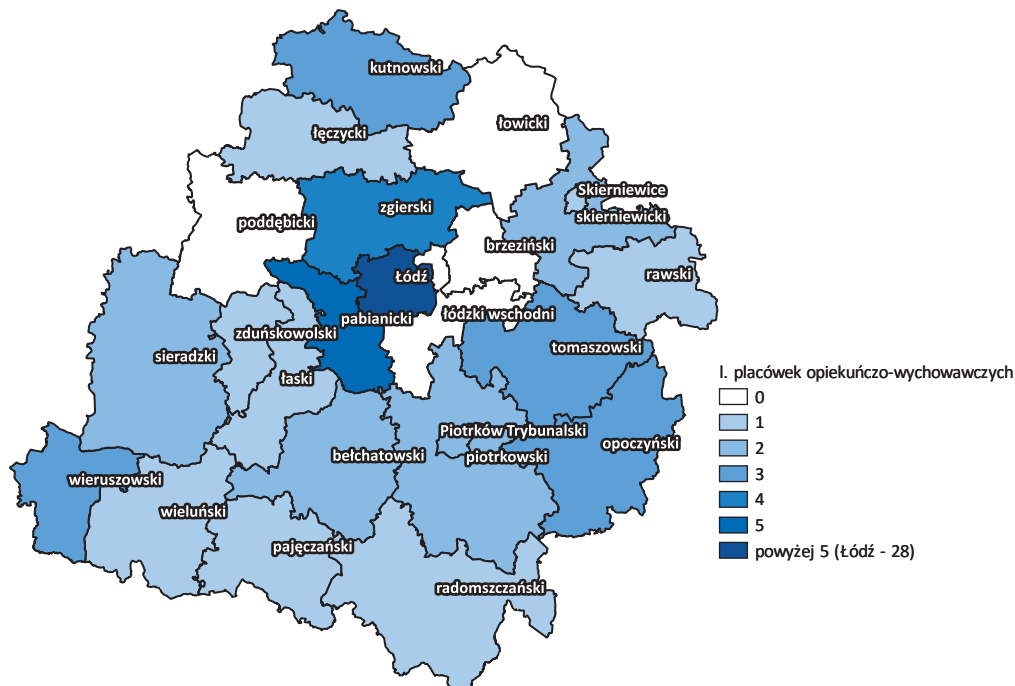 kutnowski
łowicki
łęczycki
Skierniewice
zgierski
skierniewicki
poddębicki
brzeziński
Łódź
rawski
łódzki wschodni
pabianicki
zduńskowolski
tomaszowski
sieradzki
łaski
l. placówek opiekuńczo-wychowawczych
0
1
2
3
4
5
powyżej 5 (Łódź - 28)
Piotrków Trybunalski
opoczyński
bełchatowski
piotrkowski
wieruszowski
wieluński
pajęczański
radomszczański